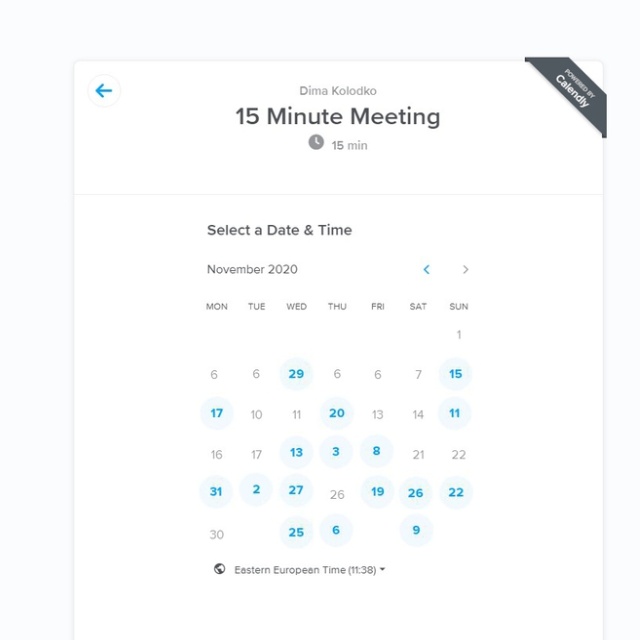 POWERED BY
Calendly
Dima Kolodko
15 Minute Meeting
15 min
Select a Date & Time
November 2020
MON TUE WED THU FRI SAT SUN
1
6 6 29 6 6 7 15
17 10 11 20 13 14 11
16 17 13 3 8 21 22
31 2 27 26 19 26 22
30 25 6 9
Eastern European Time (11:38)